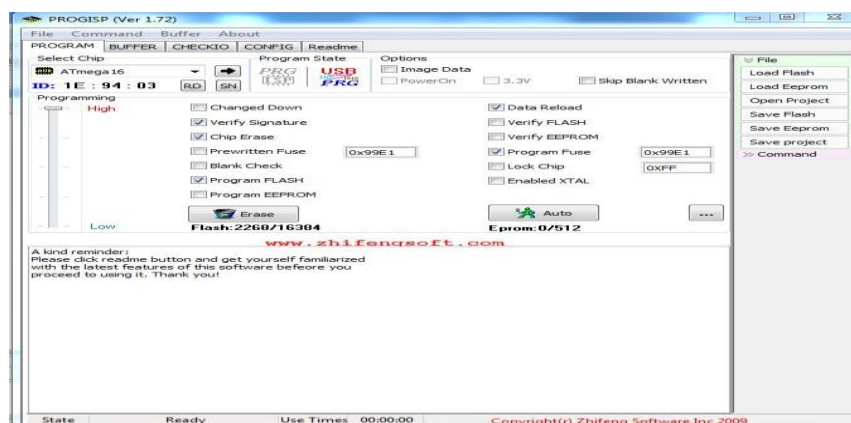 PROGISP (Ver 1.72)
File Command Buffer About
PROGRAM BUFFER CHECKIO CONFIG Readme
Select Chip Program State Options
ATmega16 PRG ISP USB PRG Image Data
PowerOn 3.3V Skip Blank Written
ID: 1E : 94 : 03 RD SN
Programming
High
Low
Changed Down
Verify Signature
Chip Erase
Prewritten Fuse 0x99E1
Blank Check
Program FLASH
Program EEPROM
Data Reload
Verify FLASH
Verify EEPROM
Program Fuse 0x99E1
Lock Chip 0XFF
Enabled XTAL
Erase
Auto
...
Flash:2268/16384
Eprom:0/512
www.zhifengsoft.com
A kind reminder:
Please click readme button and get yourself familiarized
with the latest features of this software befeore you
proceed to using it. Thank you!
File
Load Flash
Load Eeprom
Open Project
Save Flash
Save Eeprom
Save project
>> Command
State Ready Use Times 00:00:00 Copyright(r) Zhifeng Software Inc 2009